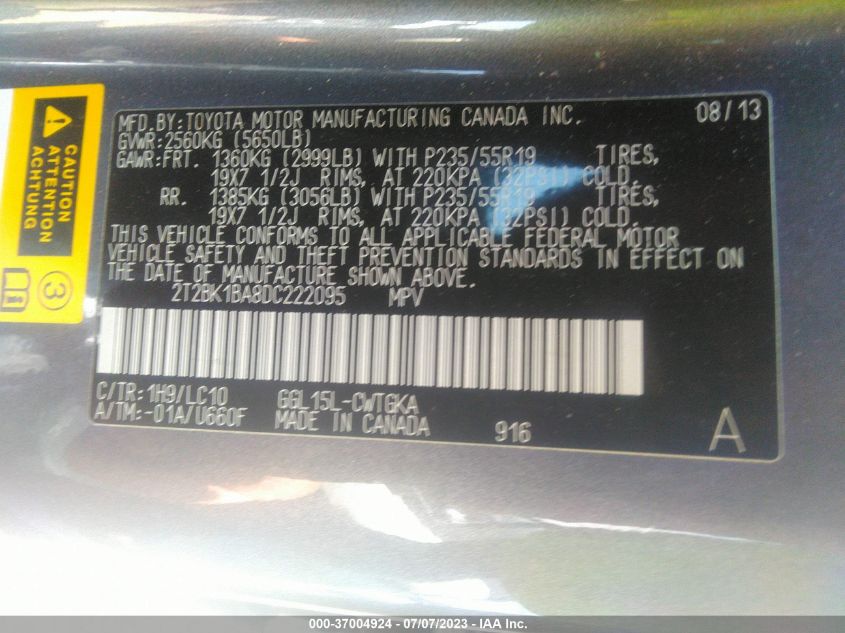 MFD.BY:TOYOTA MOTOR MANUFACTURING CANADA INC. 08/13
GVWR:2560KG (5650LB)
GAWR:FRT. 1360KG (2999LB) WITH P235/55R19 TIRES,
19X7 1/2J RIMS, AT 220KPA (32PSI) COLD,
RR. 1385KG (3056LB) WITH P235/55R19 TIRES,
19X7 1/2J RIMS, AT 220KPA (32PSI) COLD,
THIS VEHICLE CONFORMS TO ALL APPLICABLE FEDERAL MOTOR
VEHICLE SAFETY AND THEFT PREVENTION STANDARDS IN EFFECT ON
THE DATE OF MANUFACTURE SHOWN ABOVE.
2T2BK1BA8DC222095 MPV
C/TR: 1H9/LC10 GGL15L-CWTGKA
A/TM:-01A/U660F MADE IN CANADA 916 A
ATTENTION
ACHTUNG
3
000-37004924 - 07/07/2023 - IAA Inc.